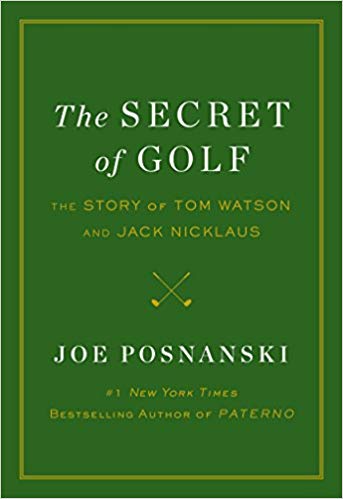 The SECRET
of GOLF
THE STORY OF TOM WATSON
AND JACK NICKLAUS
JOE POSNANSKI
#1 New York Times
BESTSELLING AUTHOR OF PATERNO